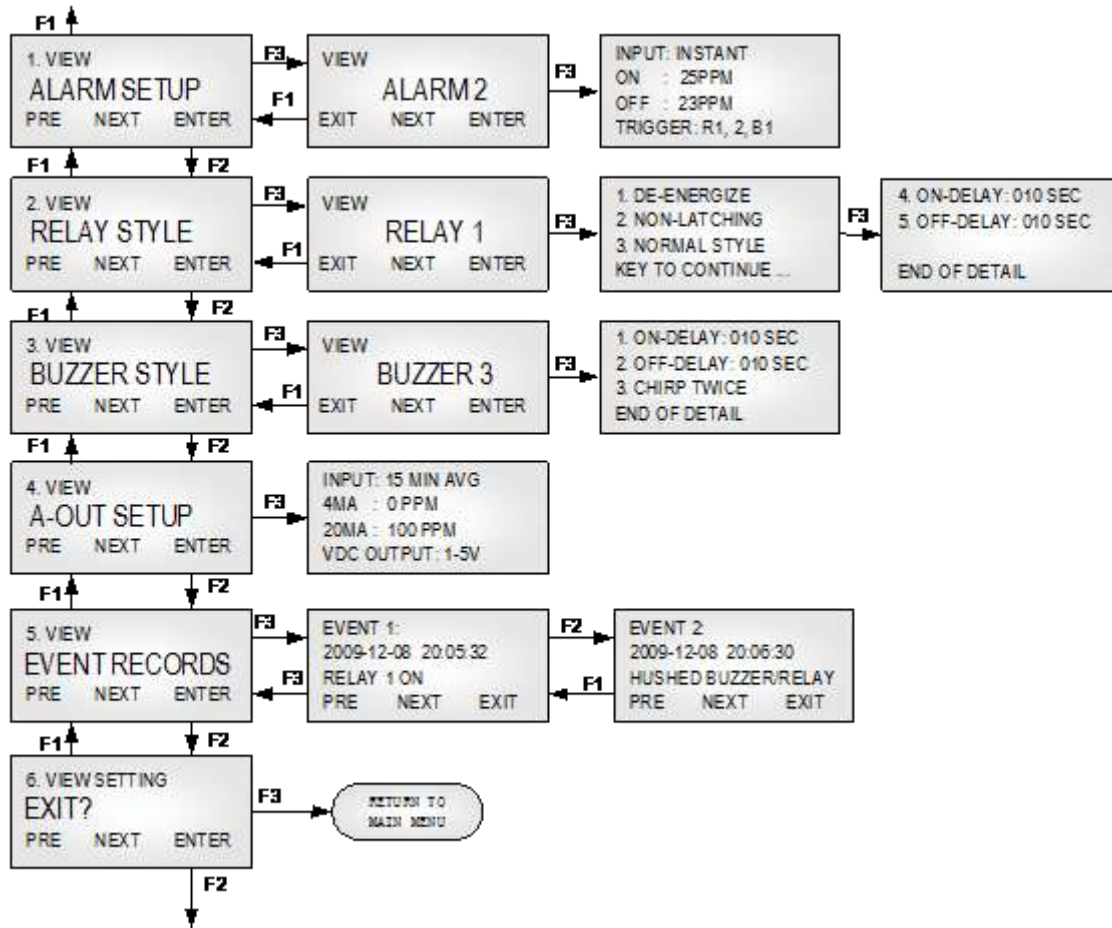 F1
1. VIEW
ALARM SETUP
PRE NEXT ENTER
F3
F1
VIEW
ALARM 2
EXIT NEXT ENTER
F3
INPUT: INSTANT
ON : 25PPM
OFF : 23PPM
TRIGGER: R1, 2, B1
F1
F2
2. VIEW
RELAY STYLE
PRE NEXT ENTER
F3
F1
VIEW
RELAY 1
EXIT NEXT ENTER
F3
1. DE-ENERGIZE
2. NON-LATCHING
3. NORMAL STYLE
KEY TO CONTINUE ...
F3
4. ON-DELAY: 010 SEC
5. OFF-DELAY: 010 SEC
END OF DETAIL
F1
F2
3. VIEW
BUZZER STYLE
PRE NEXT ENTER
F3
F1
VIEW
BUZZER 3
EXIT NEXT ENTER
F3
1. ON-DELAY: 010 SEC
2. OFF-DELAY: 010 SEC
3. CHIRP TWICE
END OF DETAIL
F1
F2
4. VIEW
A-OUT SETUP
PRE NEXT ENTER
F3
INPUT: 15 MIN AVG
4MA : 0 PPM
20MA : 100 PPM
VDC OUTPUT: 1-5V
F1
F2
5. VIEW
EVENT RECORDS
PRE NEXT ENTER
F3
F3
EVENT 1:
2009-12-08 20:05:32
RELAY 1 ON
PRE NEXT EXIT
F2
F1
EVENT 2
2009-12-08 20:06:30
HUSHED BUZZER/RELAY
PRE NEXT EXIT
F1
F2
6. VIEW SETTING
EXIT?
PRE NEXT ENTER
F3
RETURN TO
MAIN MENU
F2